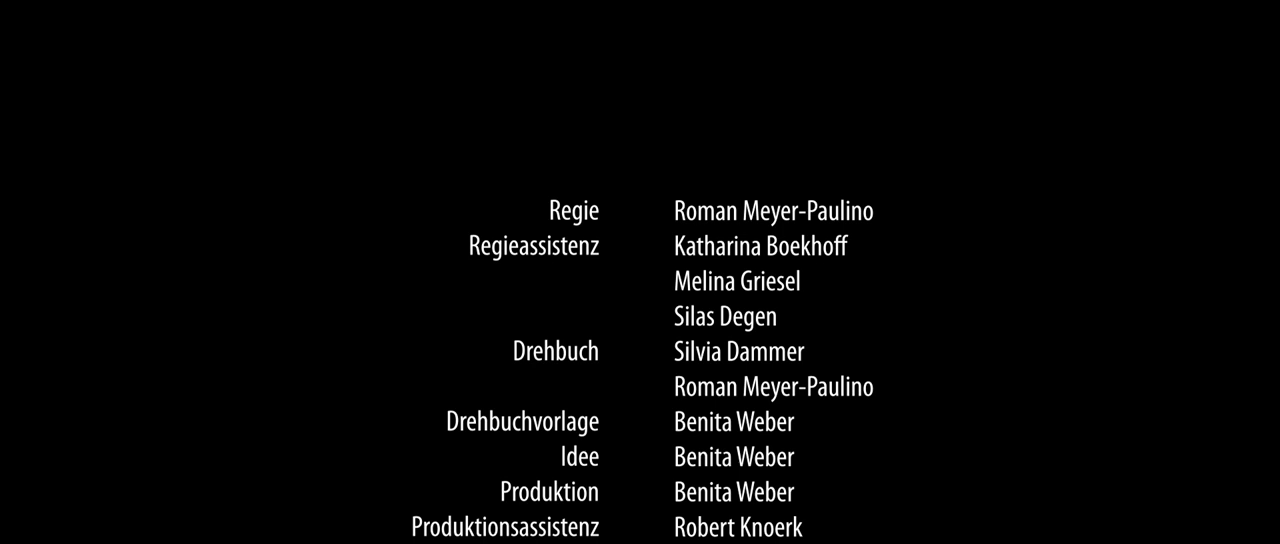 Regie Roman Meyer-Paulino
Regieassistenz Katharina Boekhoff
Melina Griesel
Silas Degen
Drehbuch Silvia Dammer
Roman Meyer-Paulino
Drehbuchvorlage Benita Weber
Idee Benita Weber
Produktion Benita Weber
Produktionsassistenz Robert Knoerk